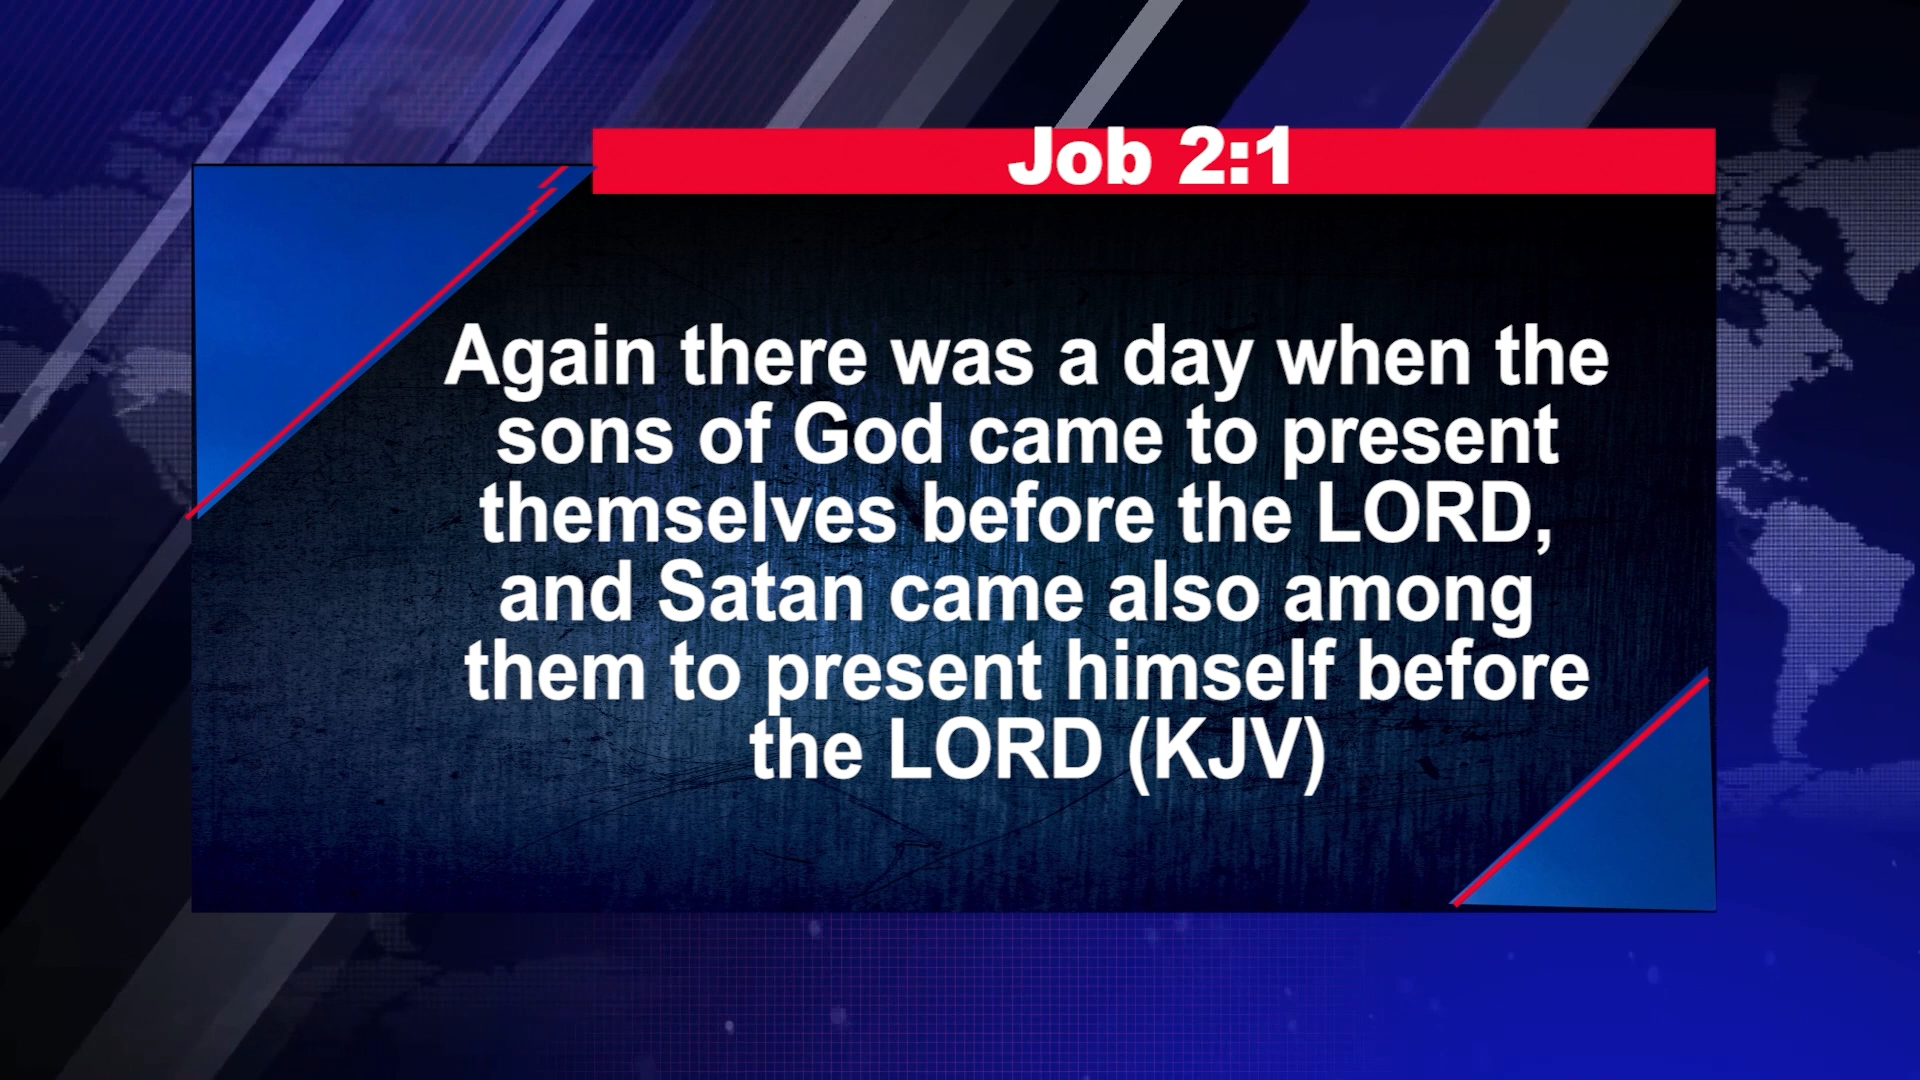 Job 2:1
Again there was a day when the
sons of God came to present
themselves before the LORD,
and Satan came also among
them to present himself before
the LORD (KJV)